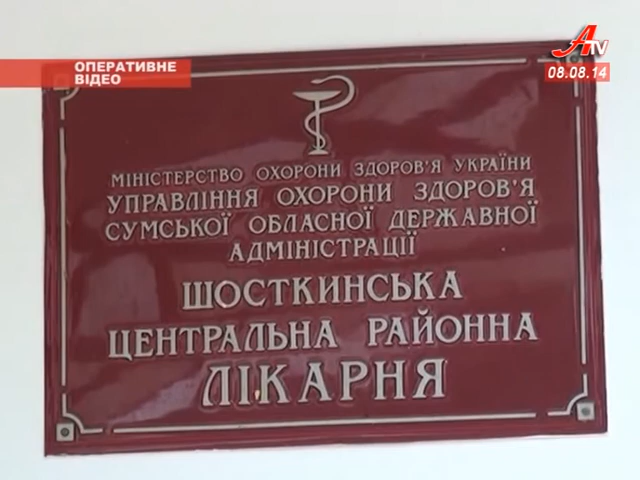 ОПЕРАТИВНЕ
ВІДЕО
АTV
08.08.14
МІНІСТЕРСТВО ОХОРОНИ ЗДОРОВ'Я УКРАЇНИ
УПРАВЛІННЯ ОХОРОНИ ЗДОРОВ'Я
СУМСЬКОЇ ОБЛАСНОЇ ДЕРЖАВНОЇ
АДМІНІСТРАЦІЇ
ШОСТКИНСЬКА
ЦЕНТРАЛЬНА РАЙОННА
ЛІКАРНЯ